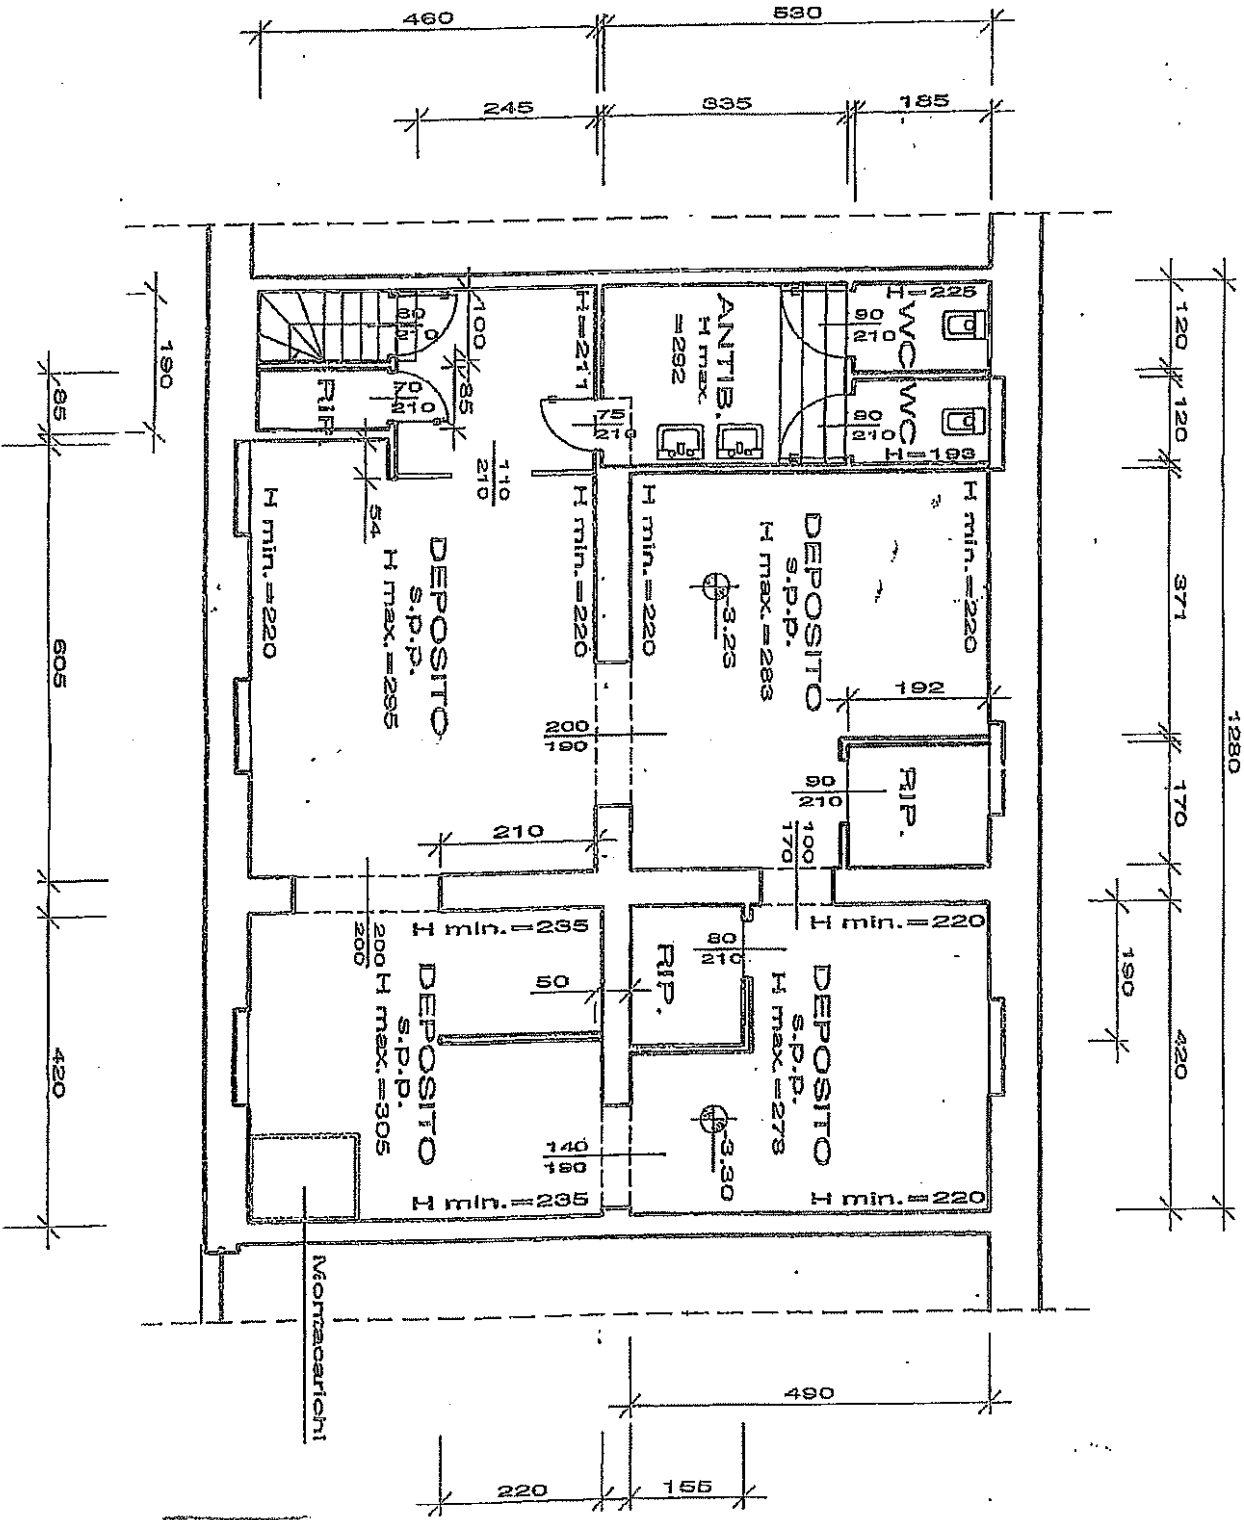 460
530
245
335
185
1280
120
120
371
170
190
420
190
85
605
420
H=225
WC
90
210
WC
90
210
H=193
ANTIB.
H max.
=292
H=211
100
80
210
85
70
210
RIP.
75
210
110
210
54
H min.=220
H min.=220
H min.=220
H min.=220
DEPOSITO
s.p.p.
H max.=295
DEPOSITO
s.p.p.
H max.=283
-3.25
192
RIP.
90
210
200
190
210
100
170
200
200
H min.=235
H min.=220
50
80
210
RIP.
DEPOSITO
s.p.p.
H max.=305
DEPOSITO
s.p.p.
H max.=278
-3.30
140
190
H min.=235
H min.=220
Montacarichi
490
220
155